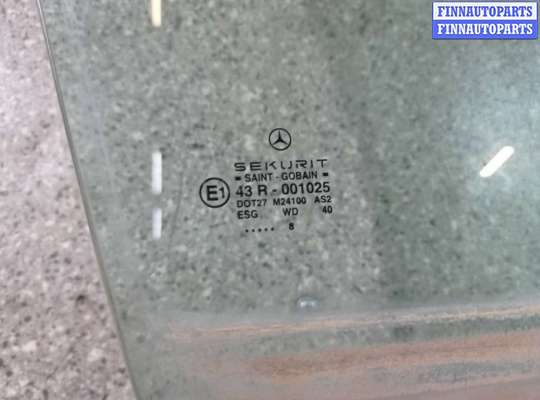 FINNAUTOPARTS
FINNAUTOPARTS
SEKURIT
= SAINT - GOBAIN =
E1 43 R - 001025
DOT27 M24100 AS2
ESG WD 40
..... 8